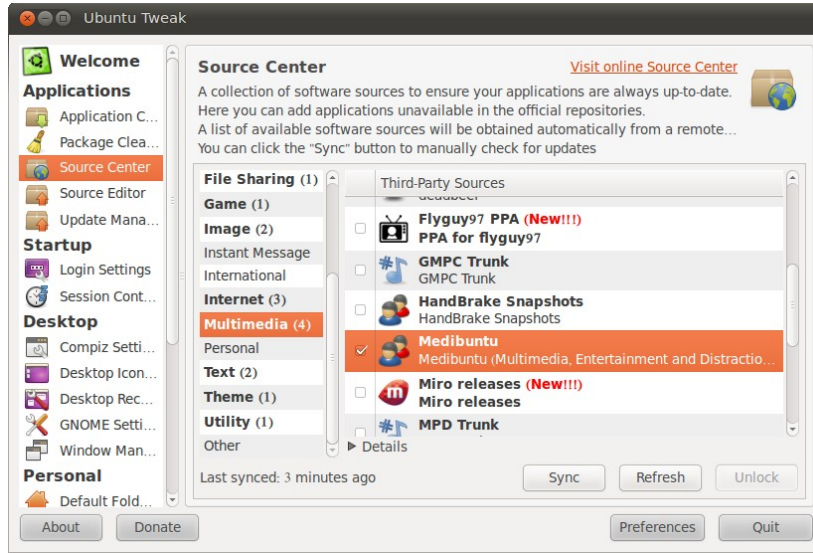 Ubuntu Tweak
Welcome
Applications
Application C...
Package Clea...
Source Center
Source Editor
Update Mana...
Startup
Login Settings
Session Cont...
Desktop
Compiz Setti...
Desktop Icon...
Desktop Rec...
GNOME Setti...
Window Man...
Personal
Default Fold...
Source Center
Visit online Source Center
A collection of software sources to ensure your applications are always up-to-date.
Here you can add applications unavailable in the official repositories.
A list of available software sources will be obtained automatically from a remote...
You can click the "Sync" button to manually check for updates
File Sharing (1)
Game (1)
Image (2)
Instant Message
International
Internet (3)
Multimedia (4)
Personal
Text (2)
Theme (1)
Utility (1)
Other
Third-Party Sources
Flyguy97 PPA (New!!!)
PPA for flyguy97
GMPC Trunk
GMPC Trunk
HandBrake Snapshots
HandBrake Snapshots
Medibuntu
Medibuntu (Multimedia, Entertainment and Distractio...
Miro releases (New!!!)
Miro releases
MPD Trunk
Details
Last synced: 3 minutes ago
Sync
Refresh
Unlock
About
Donate
Preferences
Quit